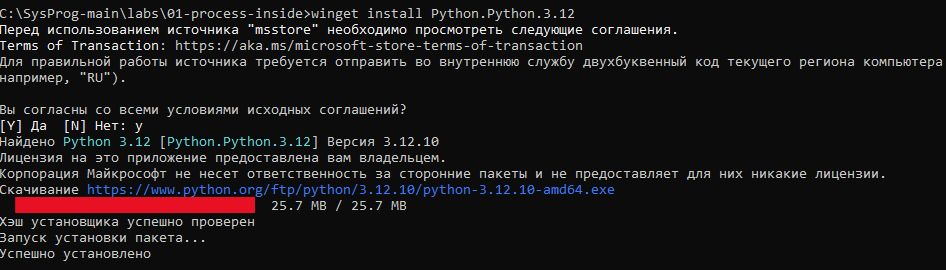 C:\SysProg-main\labs\01-process-inside>winget install Python.Python.3.12
Перед использованием источника "msstore" необходимо просмотреть следующие соглашения.
Terms of Transaction: https://aka.ms/microsoft-store-terms-of-transaction
Для правильной работы источника требуется отправить во внутреннюю службу двухбуквенный код текущего региона компьютера
например, "RU").
Вы согласны со всеми условиями исходных соглашений?
[Y] Да  [N] Нет: y
Найдено Python 3.12 [Python.Python.3.12] Версия 3.12.10
Лицензия на это приложение предоставлена вам владельцем.
Корпорация Майкрософт не несет ответственность за сторонние пакеты и не предоставляет для них никакие лицензии.
Скачивание https://www.python.org/ftp/python/3.12.10/python-3.12.10-amd64.exe
25.7 MB / 25.7 MB
Хэш установщика успешно проверен
Запуск установки пакета...
Успешно установлено